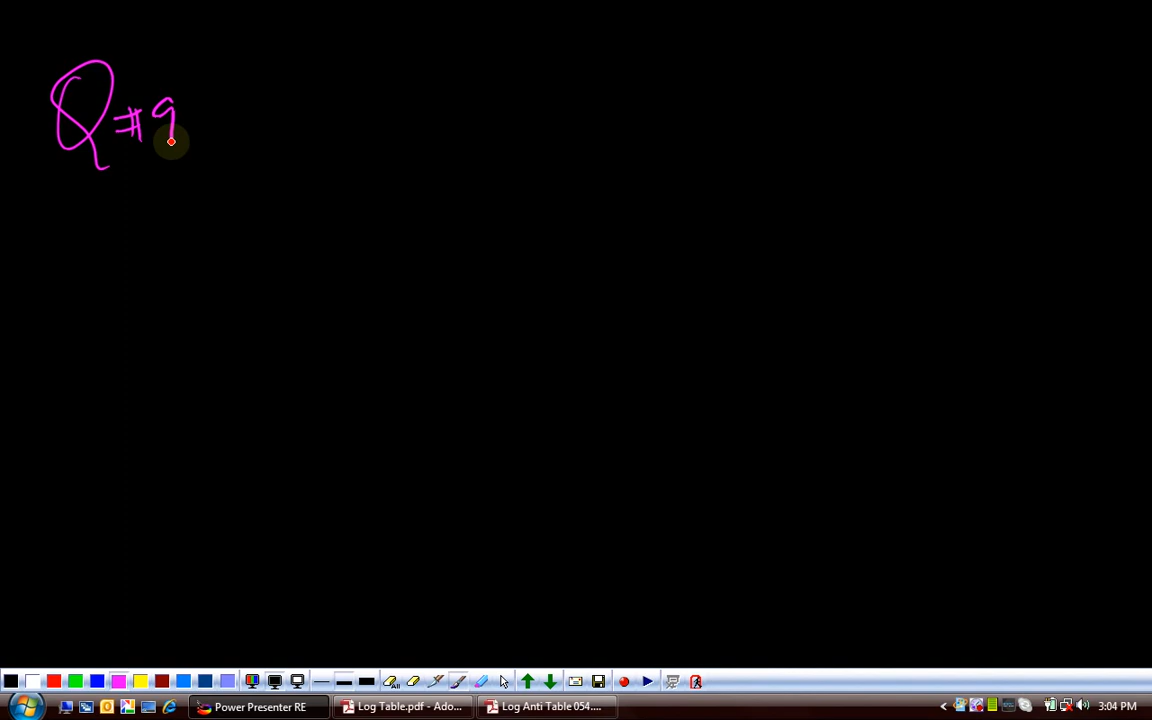 Q#9
Power Presenter RE
Log Table.pdf - Ado...
Log Anti Table 054....
3:04 PM